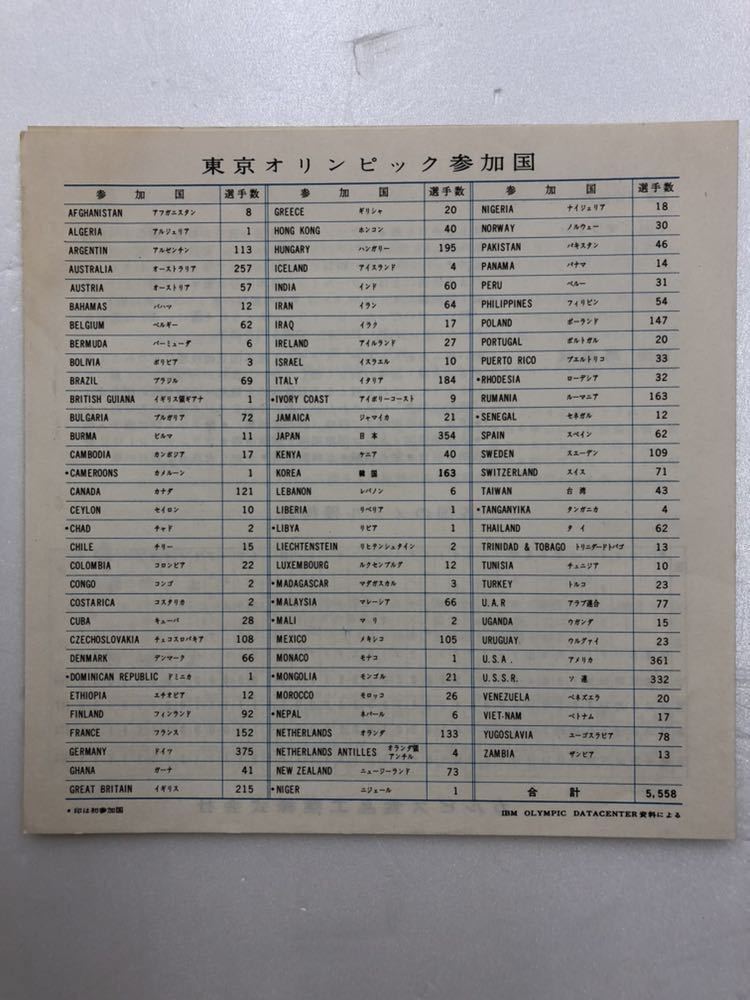 東京オリンピック参加国
参加国 選手数
AFGHANISTAN アフガニスタン 8
ALGERIA アルジェリア 1
ARGENTIN アルゼンチン 113
AUSTRALIA オーストラリア 257
AUSTRIA オーストリア 57
BAHAMAS バハマ 12
BELGIUM ベルギー 62
BERMUDA バーミューダ 6
BOLIVIA ボリビア 3
BRAZIL ブラジル 69
BRITISH GUIANA イギリス領ギアナ 1
BULGARIA ブルガリア 72
BURMA ビルマ 11
CAMBODIA カンボジア 17
•CAMEROONS カメルーン 1
CANADA カナダ 121
CEYLON セイロン 10
•CHAD チャド 2
CHILE チリー 15
COLOMBIA コロンビア 22
CONGO コンゴ 2
COSTARICA コスタリカ 2
CUBA キューバ 28
CZECHOSLOVAKIA チェコスロバキア 108
DENMARK デンマーク 66
•DOMINICAN REPUBLIC ドミニカ 1
ETHIOPIA エチオピア 12
FINLAND フィンランド 92
FRANCE フランス 152
GERMANY ドイツ 375
GHANA ガーナ 41
GREAT BRITAIN イギリス 215
参加国 選手数
GREECE ギリシャ 20
HONG KONG ホンコン 40
HUNGARY ハンガリー 195
ICELAND アイスランド 4
INDIA インド 60
IRAN イラン 64
IRAQ イラク 17
IRELAND アイルランド 27
ISRAEL イスラエル 10
ITALY イタリア 184
•IVORY COAST アイボリーコースト 9
JAMAICA ジャマイカ 21
JAPAN 日本 354
KENYA ケニア 40
KOREA 韓国 163
LEBANON レバノン 6
LIBERIA リベリア 1
•LIBYA リビア 1
LIECHTENSTEIN リヒテンシュタイン 2
LUXEMBOURG ルクセンブルグ 12
•MADAGASCAR マダガスカル 3
•MALAYSIA マレーシア 66
•MALI マリ 2
MEXICO メキシコ 105
MONACO モナコ 1
•MONGOLIA モンゴル 21
MOROCCO モロッコ 26
•NEPAL ネパール 6
NETHERLANDS オランダ 133
NETHERLANDS ANTILLES オランダ領アンチル 4
NEW ZEALAND ニュージーランド 73
•NIGER ニジェール 1
参加国 選手数
NIGERIA ナイジェリア 18
NORWAY ノルウェー 30
PAKISTAN パキスタン 46
PANAMA パナマ 14
PERU ペルー 31
PHILIPPINES フィリピン 54
POLAND ポーランド 147
PORTUGAL ポルトガル 20
PUERTO RICO プエルトリコ 33
•RHODESIA ローデシア 32
RUMANIA ルーマニア 163
•SENEGAL セネガル 12
SPAIN スペイン 62
SWEDEN スエーデン 109
SWITZERLAND スイス 71
TAIWAN 台湾 43
•TANGANYIKA タンガニカ 4
THAILAND タイ 62
TRINIDAD & TOBAGO トリニダードトバゴ 13
TUNISIA チュニジア 10
TURKEY トルコ 23
U.A.R アラブ連合 77
UGANDA ウガンダ 15
URUGUAY ウルグァイ 23
U.S.A. アメリカ 361
U.S.S.R. ソ連 332
VENEZUELA ベネズエラ 20
VIET-NAM ベトナム 17
YUGOSLAVIA ユーゴスラビア 78
ZAMBIA ザンビア 13
合計 5,558
•印は初参加国
IBM OLYMPIC DATACENTER資料による